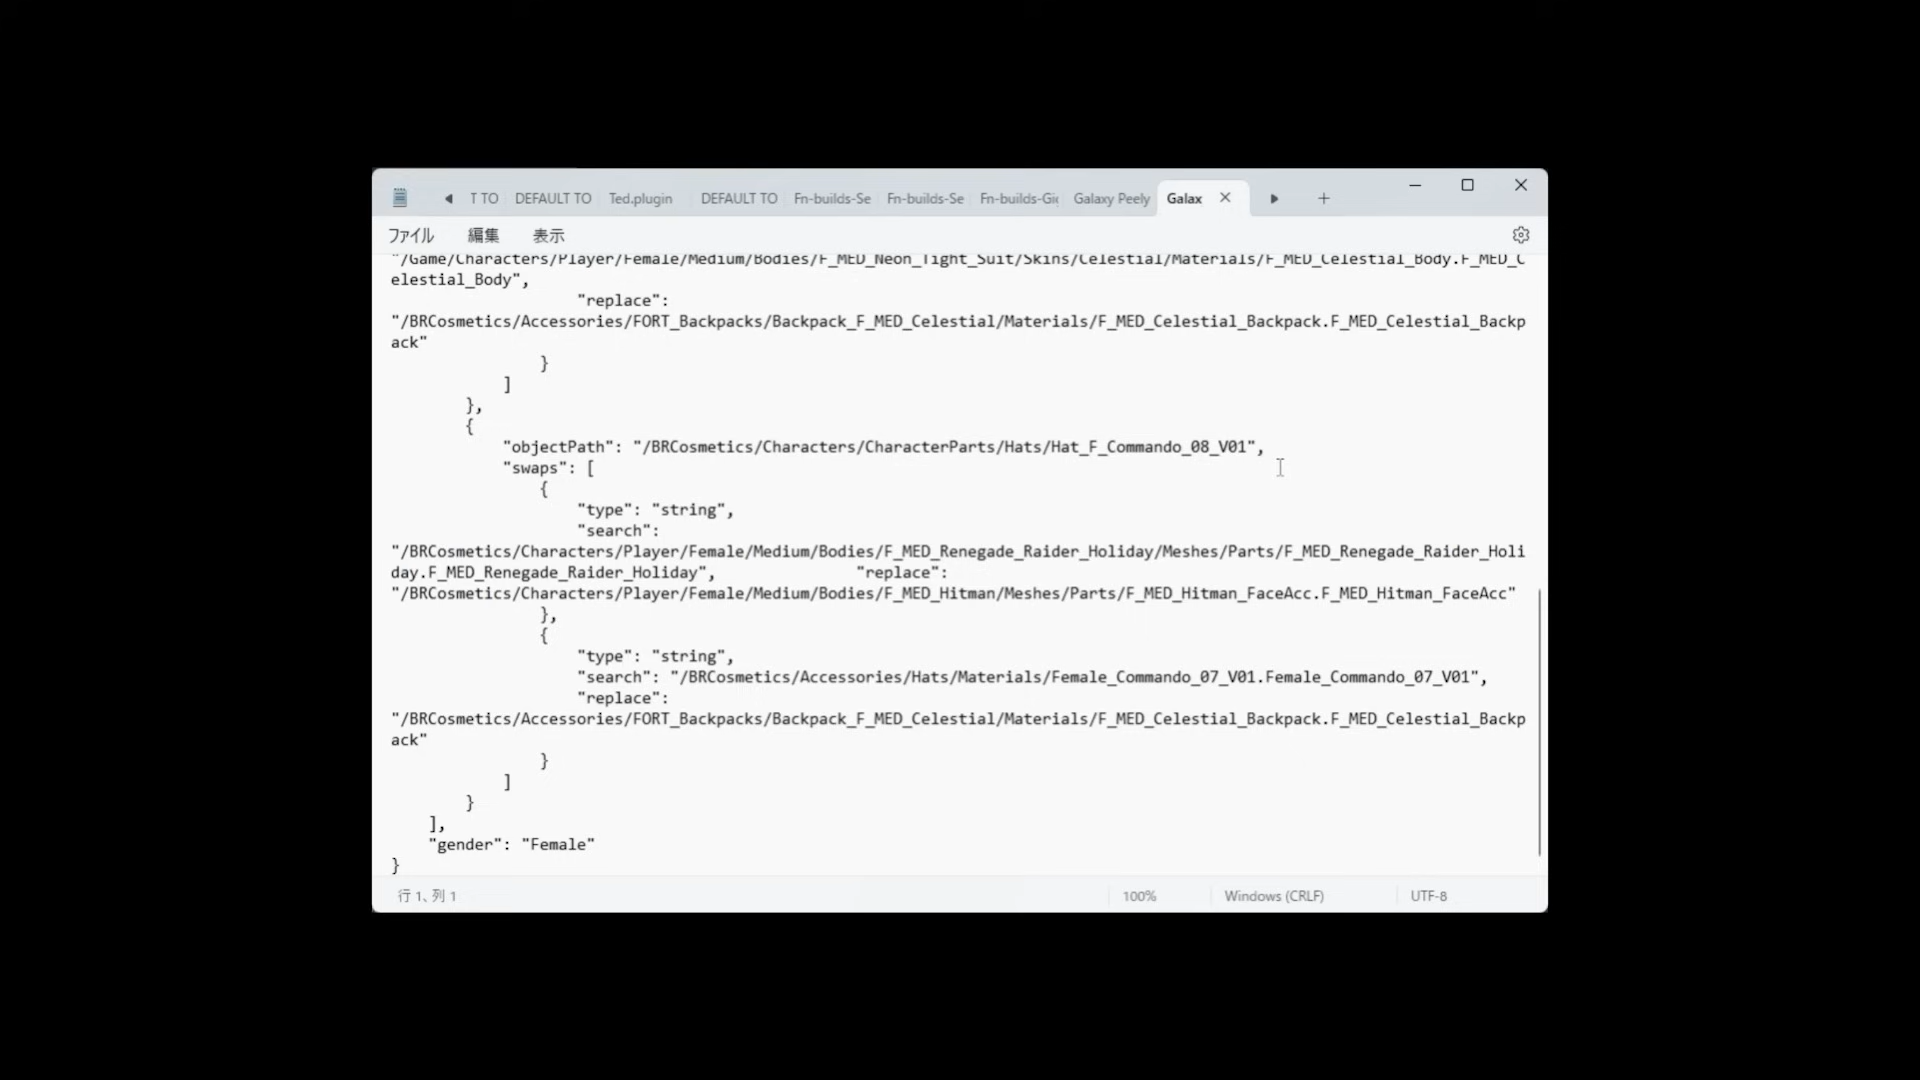 T TO DEFAULT TO Ted.plugin DEFAULT TO Fn-builds-Se Fn-builds-Se Fn-builds-Gi Galaxy Peely Galax
ファイル 編集 表示
"/Game/Characters/Player/Female/Medium/Bodies/F_MED_Neon_Tight_Suit/Skins/Celestial/Materials/F_MED_Celestial_Body.F_MED_C
elestial_Body",
"replace":
"/BRCosmetics/Accessories/FORT_Backpacks/Backpack_F_MED_Celestial/Materials/F_MED_Celestial_Backpack.F_MED_Celestial_Backp
ack"
}
]
},
{
"objectPath": "/BRCosmetics/Characters/CharacterParts/Hats/Hat_F_Commando_08_V01",
"swaps": [
{
"type": "string",
"search":
"/BRCosmetics/Characters/Player/Female/Medium/Bodies/F_MED_Renegade_Raider_Holiday/Meshes/Parts/F_MED_Renegade_Raider_Holi
day.F_MED_Renegade_Raider_Holiday", "replace":
"/BRCosmetics/Characters/Player/Female/Medium/Bodies/F_MED_Hitman/Meshes/Parts/F_MED_Hitman_FaceAcc.F_MED_Hitman_FaceAcc"
},
{
"type": "string",
"search": "/BRCosmetics/Accessories/Hats/Materials/Female_Commando_07_V01.Female_Commando_07_V01",
"replace":
"/BRCosmetics/Accessories/FORT_Backpacks/Backpack_F_MED_Celestial/Materials/F_MED_Celestial_Backpack.F_MED_Celestial_Backp
ack"
}
]
}
],
"gender": "Female"
}
行 1、列 1 100% Windows (CRLF) UTF-8